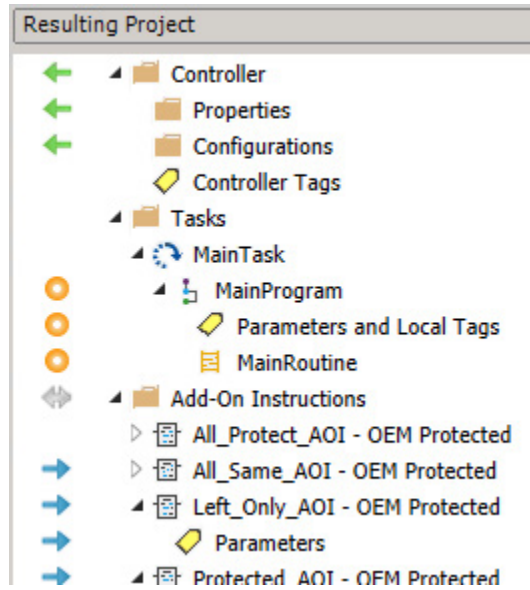 Resulting Project
Controller
Properties
Configurations
Controller Tags
Tasks
MainTask
MainProgram
Parameters and Local Tags
MainRoutine
Add-On Instructions
All_Protect_AOI - OEM Protected
All_Same_AOI - OEM Protected
Left_Only_AOI - OEM Protected
Parameters
Protected_AOI - OEM Protected